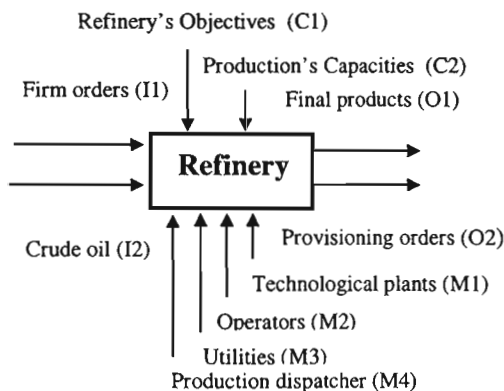 Refinery's Objectives (C1)
Production's Capacities (C2)
Firm orders (I1)
Final products (O1)
Refinery
Provisioning orders (O2)
Crude oil (I2)
Technological plants (M1)
Operators (M2)
Utilities (M3)
Production dispatcher (M4)